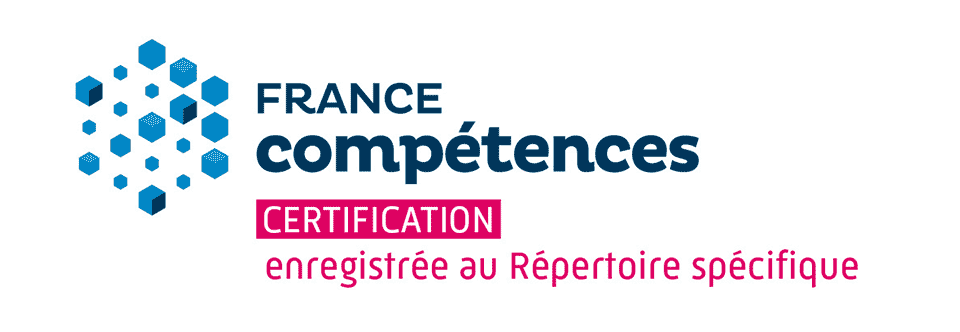 FRANCE
compétences
CERTIFICATION
enregistrée au Répertoire spécifique